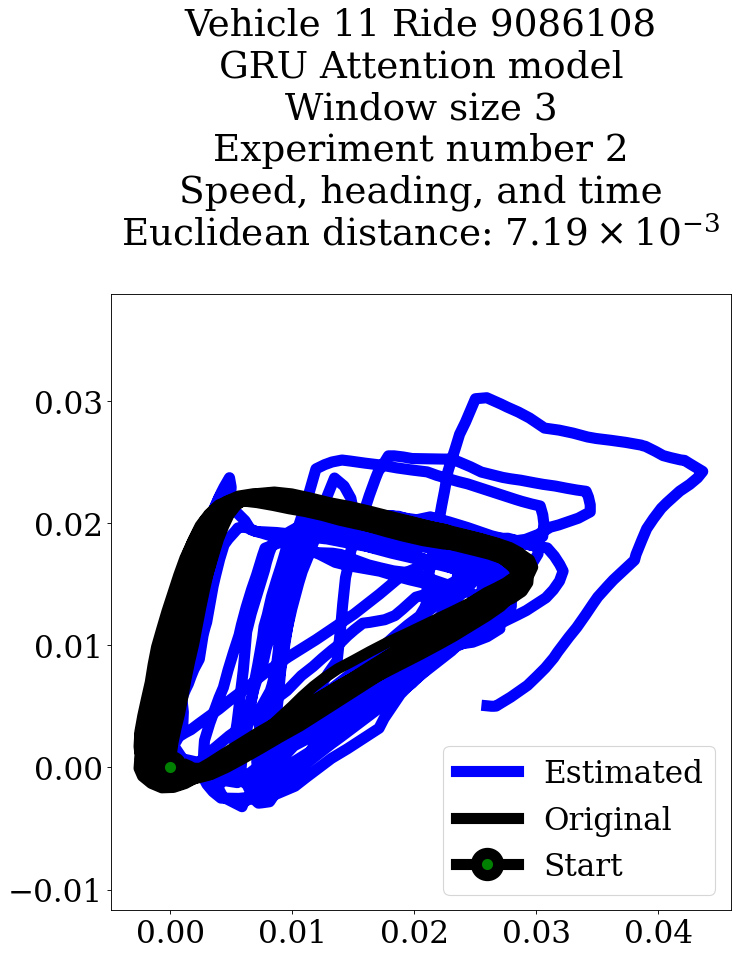 Vehicle 11 Ride 9086108
GRU Attention model
Window size 3
Experiment number 2
Speed, heading, and time
Euclidean distance: 7.19 × 10⁻³
0.03
0.02
0.01
0.00
−0.01
Estimated
Original
Start
0.00 0.01 0.02 0.03 0.04